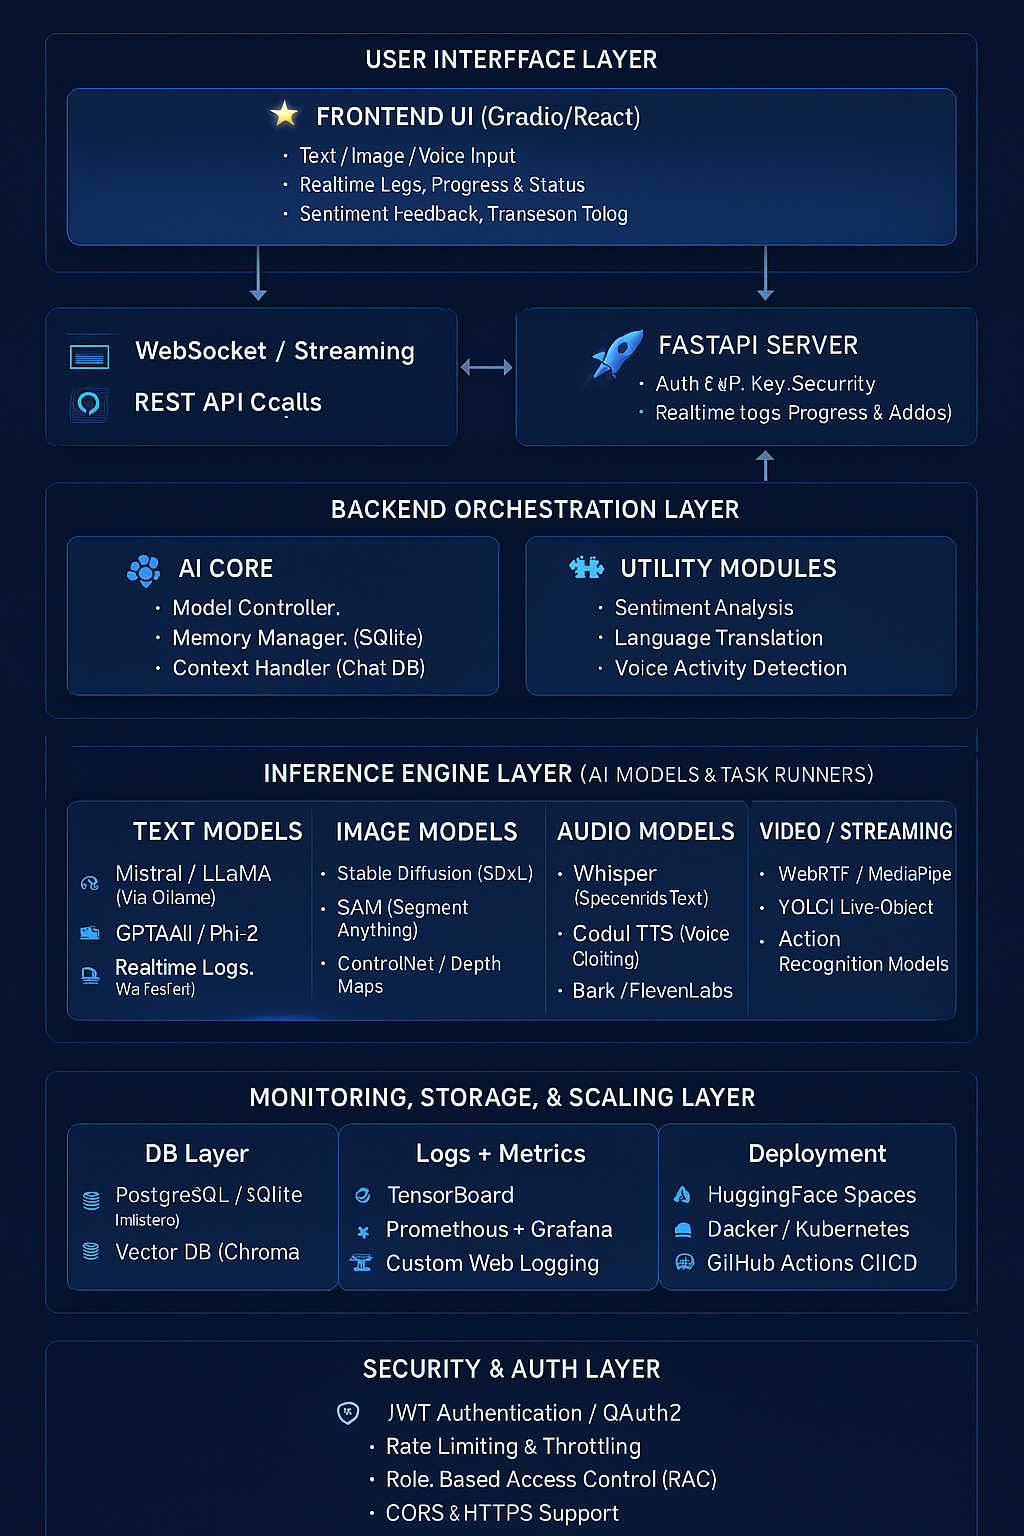 USER INTERFFACE LAYER
FRONTEND UI (Gradio/React)
· Text / Image / Voice Input
· Realtime Legs, Progress & Status
· Sentiment Feedback, Transeson Tolog
WebSocket / Streaming
REST API Ccalls
FASTAPI SERVER
· Auth Key.Securrity
· Realtime togs Progress & Addos)
BACKEND ORCHESTRATION LAYER
AI CORE
· Model Controller.
· Memory Manager. (SQlite)
· Context Handler (Chat DB)
UTILITY MODULES
· Sentiment Analysis
· Language Translation
· Voice Activity Detection
INFERENCE ENGINE LAYER (AI MODELS & TASK RUNNERS)
TEXT MODELS
Mistral / LLaMA
(Via Oilame)
GPTAAll / Phi-2
Realtime Logs.
IMAGE MODELS
· Stable Diffusion (SDxL)
· SAM (Segment
Anything)
· ControlNet / Depth
Maps
AUDIO MODELS
· Whisper
(Specenrids Text)
· Codul TTS (Voice
Cloiting)
· Bark / FlevenLabs
VIDEO / STREAMING
· WebRTF / MediaPipe
· YOLCI Live-Object
· Action
Recognition Models
MONITORING, STORAGE, & SCALING LAYER
DB Layer
PostgreSQL / SQlite
Imlistero)
Vector DB (Chroma
Logs + Metrics
TensorBoard
Promethous + Grafana
Custom Web Logging
Deployment
HuggingFace Spaces
Dacker / Kubernetes
GilHub Actions CIICD
SECURITY & AUTH LAYER
JWT Authentication / QAuth2
· Rate Limiting & Throttling
· Role. Based Access Control (RAC)
· CORS & HTTPS Support